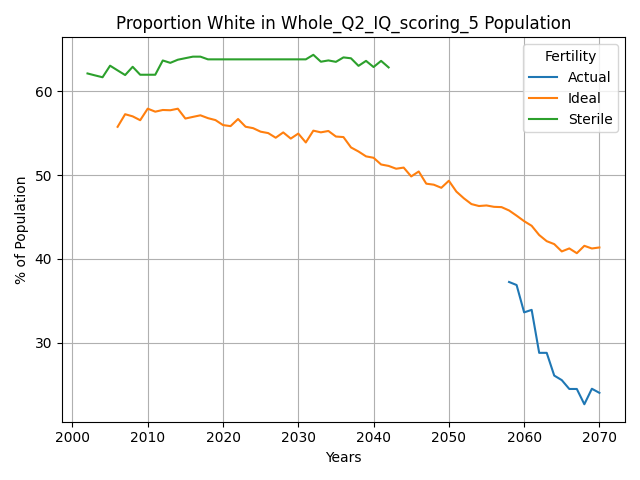 Proportion White in Whole_Q2_IQ_scoring_5 Population
% of Population
60
50
40
30
Fertility
Actual
Ideal
Sterile
2000 2010 2020 2030 2040 2050 2060 2070
Years